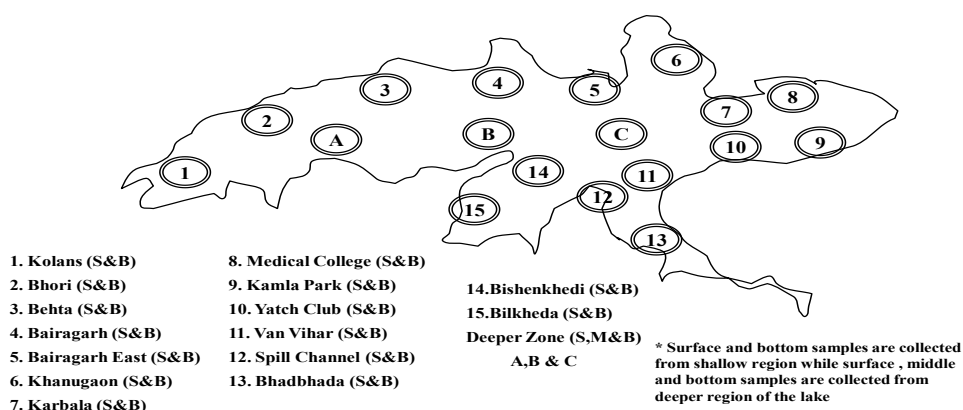 6
4
3
5
8
7
2
A
B
C
10
9
14
11
1
12
15
13
1. Kolans (S&B)
2. Bhori (S&B)
3. Behta (S&B)
4. Bairagarh (S&B)
5. Bairagarh East (S&B)
6. Khanugaon (S&B)
7. Karbala (S&B)
8. Medical College (S&B)
9. Kamla Park (S&B)
10. Yatch Club (S&B)
11. Van Vihar (S&B)
12. Spill Channel (S&B)
13. Bhadbhada (S&B)
14.Bishenkhedi (S&B)
15.Bilkheda (S&B)
Deeper Zone (S,M&B)
A,B & C
* Surface and bottom samples are collected
from shallow region while surface , middle
and bottom samples are collected from
deeper region of the lake